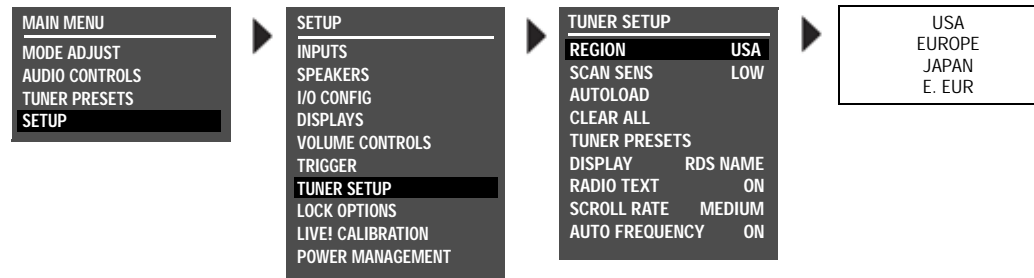 MAIN MENU
MODE ADJUST
AUDIO CONTROLS
TUNER PRESETS
SETUP
SETUP
INPUTS
SPEAKERS
I/O CONFIG
DISPLAYS
VOLUME CONTROLS
TRIGGER
TUNER SETUP
LOCK OPTIONS
LIVE! CALIBRATION
POWER MANAGEMENT
TUNER SETUP
REGION USA
SCAN SENS LOW
AUTOLOAD
CLEAR ALL
TUNER PRESETS
DISPLAY RDS NAME
RADIO TEXT ON
SCROLL RATE MEDIUM
AUTO FREQUENCY ON
USA
EUROPE
JAPAN
E. EUR